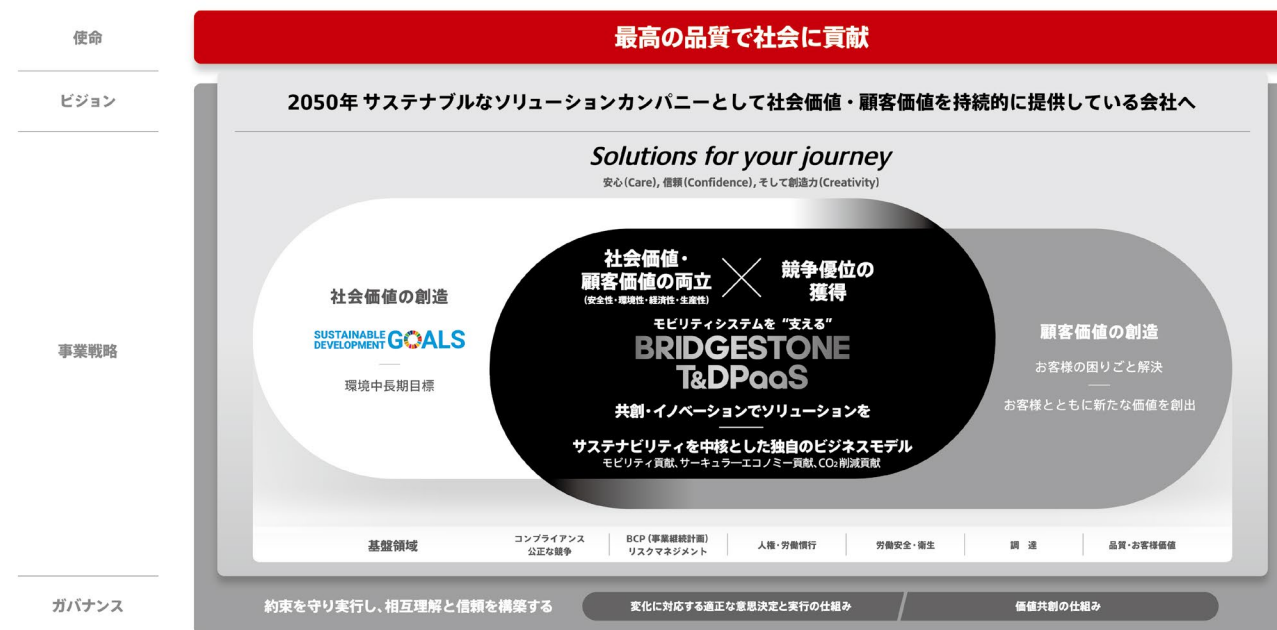 使命
最高の品質で社会に貢献
ビジョン
2050年 サステナブルなソリューションカンパニーとして社会価値・顧客価値を持続的に提供している会社へ
事業戦略
Solutions for your journey
安心(Care), 信頼(Confidence), そして創造力(Creativity)
社会価値の創造
SUSTAINABLE
DEVELOPMENT GOALS
環境中長期目標
社会価値・
顧客価値の両立
(安全性・環境性・経済性・生産性)
競争優位の
獲得
モビリティシステムを “支える”
BRIDGESTONE
T&DPaaS
共創・イノベーションでソリューションを
サステナビリティを中核とした独自のビジネスモデル
モビリティ貢献、サーキュラーエコノミー貢献、CO₂削減貢献
顧客価値の創造
お客様の困りごと解決
お客様とともに新たな価値を創出
基盤領域
コンプライアンス
公正な競争
BCP (事業継続計画)
リスクマネジメント
人権・労働慣行
労働安全・衛生
調 達
品質・お客様価値
ガバナンス
約束を守り実行し、相互理解と信頼を構築する
変化に対応する適正な意思決定と実行の仕組み
価値共創の仕組み